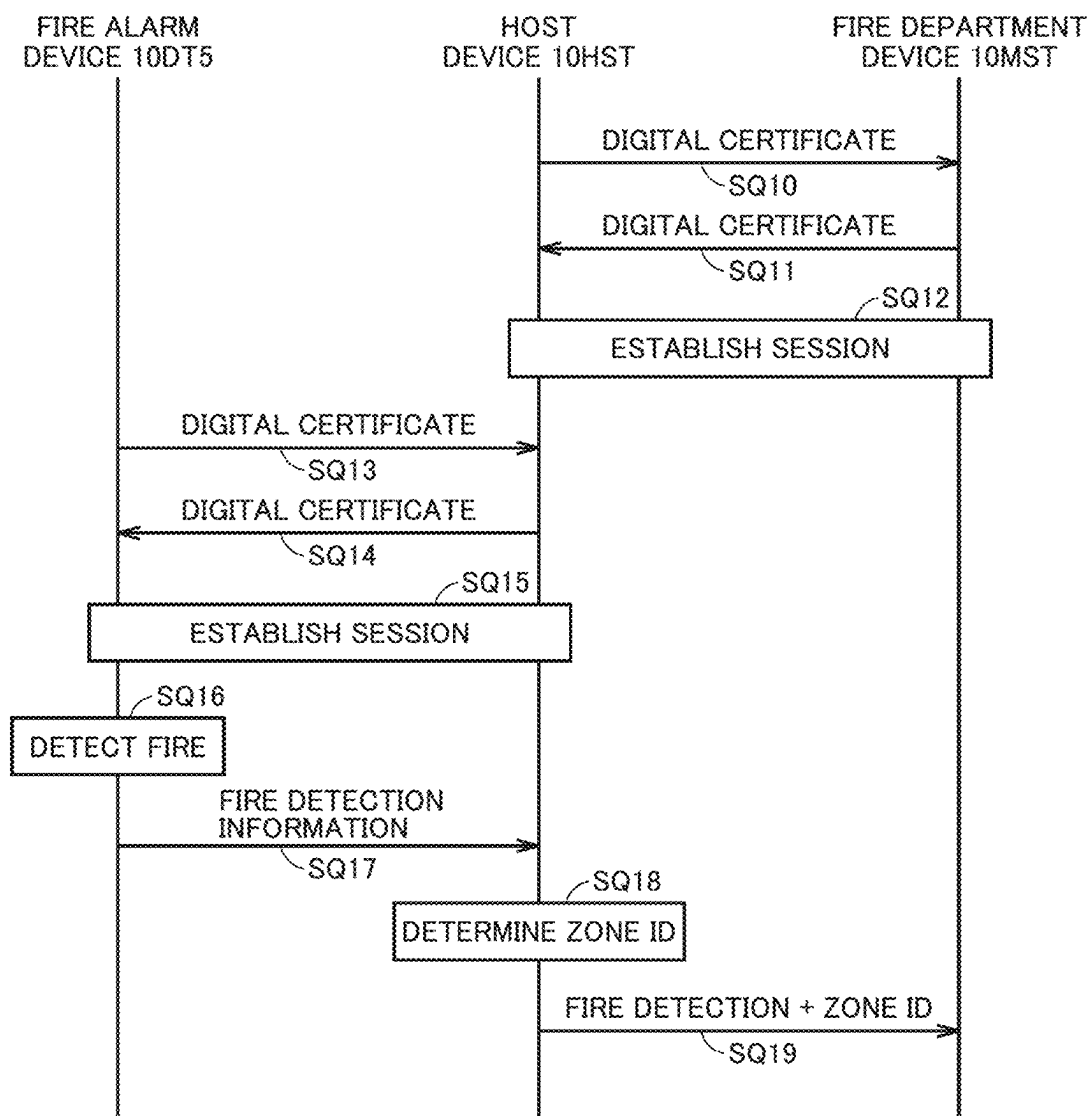 FIRE ALARM
DEVICE 10DT5
HOST
DEVICE 10HST
FIRE DEPARTMENT
DEVICE 10MST
DIGITAL CERTIFICATE
SQ10
DIGITAL CERTIFICATE
SQ11
SQ12
ESTABLISH SESSION
DIGITAL CERTIFICATE
SQ13
DIGITAL CERTIFICATE
SQ14
SQ15
ESTABLISH SESSION
SQ16
DETECT FIRE
FIRE DETECTION
INFORMATION
SQ17
SQ18
DETERMINE ZONE ID
FIRE DETECTION + ZONE ID
SQ19